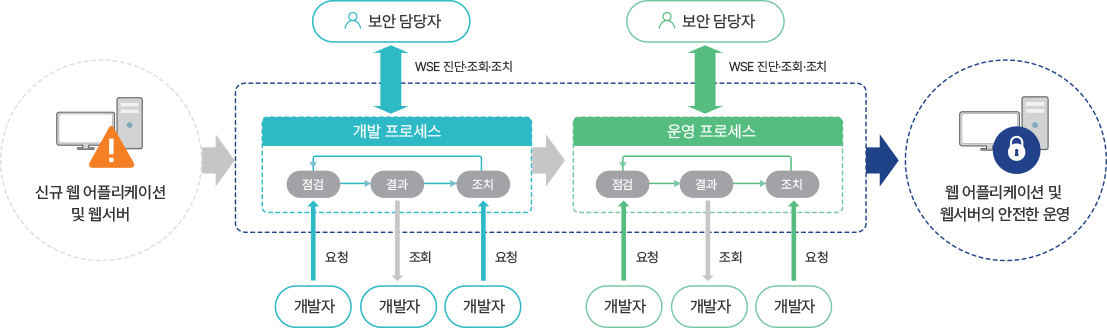 보안 담당자
보안 담당자
WSE 진단·조회·조치
WSE 진단·조회·조치
신규 웹 어플리케이션
및 웹서버
개발 프로세스
점검
결과
조치
운영 프로세스
점검
결과
조치
웹 어플리케이션 및
웹서버의 안전한 운영
요청
조회
요청
요청
조회
요청
개발자
개발자
개발자
개발자
개발자
개발자